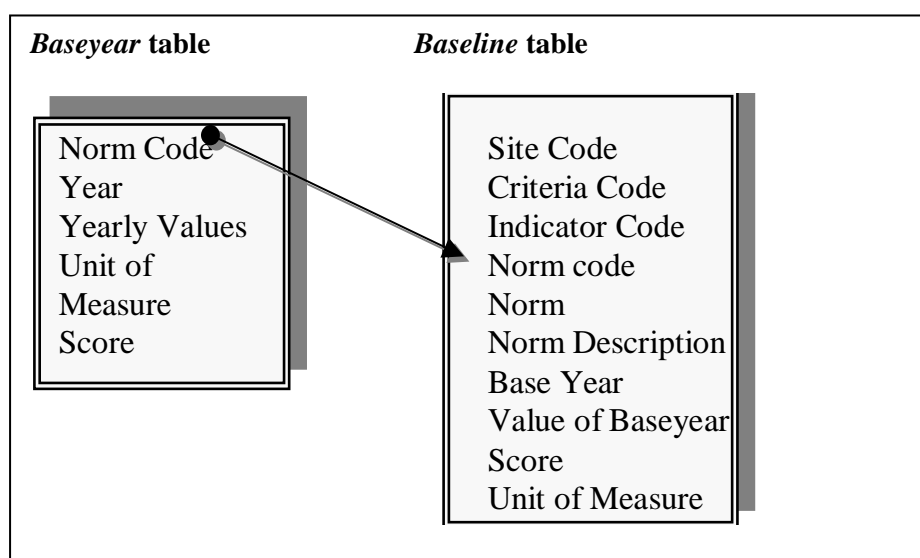 Baseyear table
Baseline table
Norm Code
Year
Yearly Values
Unit of
Measure
Score
Site Code
Criteria Code
Indicator Code
Norm code
Norm
Norm Description
Base Year
Value of Baseyear
Score
Unit of Measure